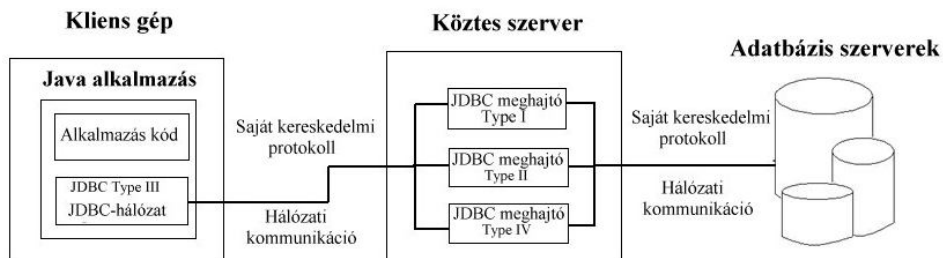 Kliens gép
Java alkalmazás
Alkalmazás kód
JDBC Type III
JDBC-hálózat
Saját kereskedelmi
protokoll
Hálózati
kommunikáció
Köztes szerver
JDBC meghajtó
Type I
JDBC meghajtó
Type II
JDBC meghajtó
Type IV
Saját kereskedelmi
protokoll
Hálózati
kommunikáció
Adatbázis szerverek